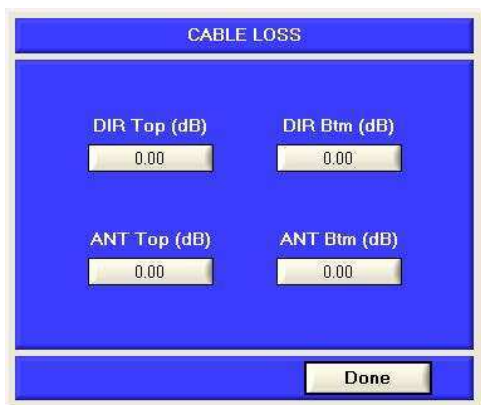 CABLE LOSS
DIR Top (dB) DIR Btm (dB)
0.00 0.00
ANT Top (dB) ANT Btm (dB)
0.00 0.00
Done